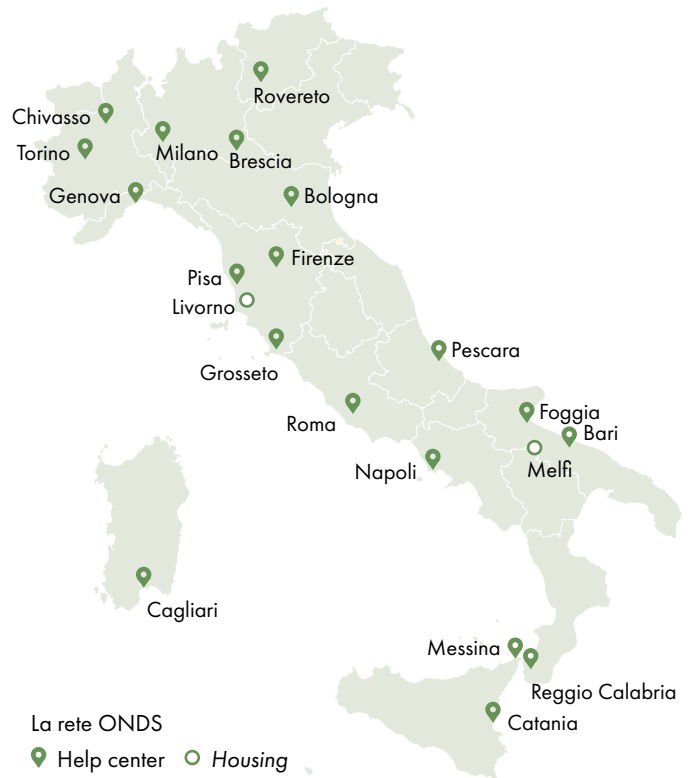 Rovereto
Chivasso
Torino
Milano
Brescia
Genova
Bologna
Firenze
Pisa
Livorno
Pescara
Grosseto
Roma
Foggia
Bari
Napoli
Melfi
Cagliari
Messina
Reggio Calabria
Catania
La rete ONDS
Help center Housing